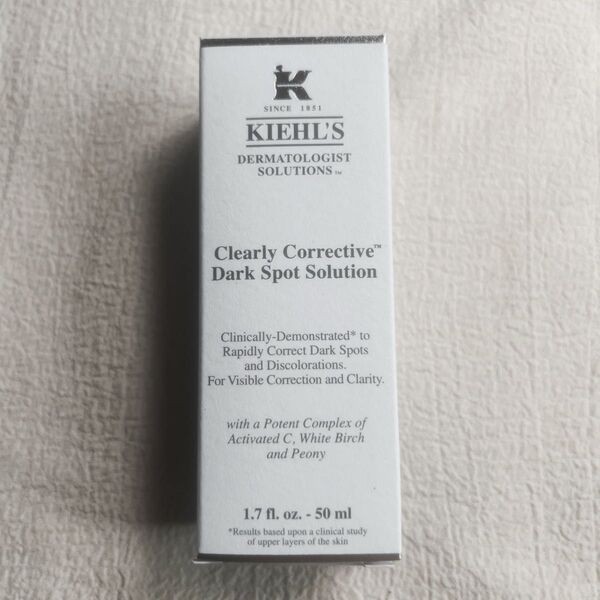 K
SINCE 1851
KIEHL'S
DERMATOLOGIST
SOLUTIONS™
Clearly Corrective™
Dark Spot Solution
Clinically-Demonstrated* to
Rapidly Correct Dark Spots
and Discolorations.
For Visible Correction and Clarity.
with a Potent Complex of
Activated C, White Birch
and Peony
1.7 fl. oz. - 50 ml
*Results based upon a clinical study
of upper layers of the skin